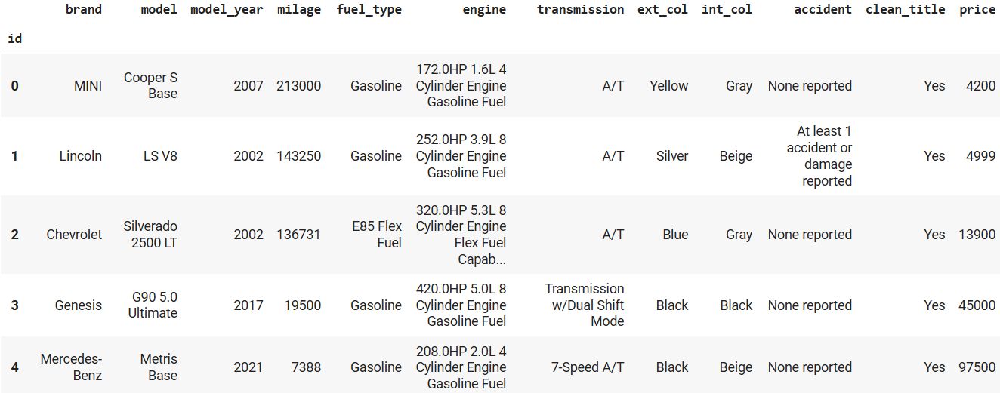 brand model model_year milage fuel_type engine transmission ext_col int_col accident clean_title price
id
0 MINI Cooper S Base 2007 213000 Gasoline 172.0HP 1.6L 4 Cylinder Engine Gasoline Fuel A/T Yellow Gray None reported Yes 4200
1 Lincoln LS V8 2002 143250 Gasoline 252.0HP 3.9L 8 Cylinder Engine Gasoline Fuel A/T Silver Beige At least 1 accident or damage reported Yes 4999
2 Chevrolet Silverado 2500 LT 2002 136731 E85 Flex Fuel 320.0HP 5.3L 8 Cylinder Engine Flex Fuel Capab... A/T Blue Gray None reported Yes 13900
3 Genesis G90 5.0 Ultimate 2017 19500 Gasoline 420.0HP 5.0L 8 Cylinder Engine Gasoline Fuel Transmission w/Dual Shift Mode Black Black None reported Yes 45000
4 Mercedes-Benz Metris Base 2021 7388 Gasoline 208.0HP 2.0L 4 Cylinder Engine Gasoline Fuel 7-Speed A/T Black Beige None reported Yes 97500